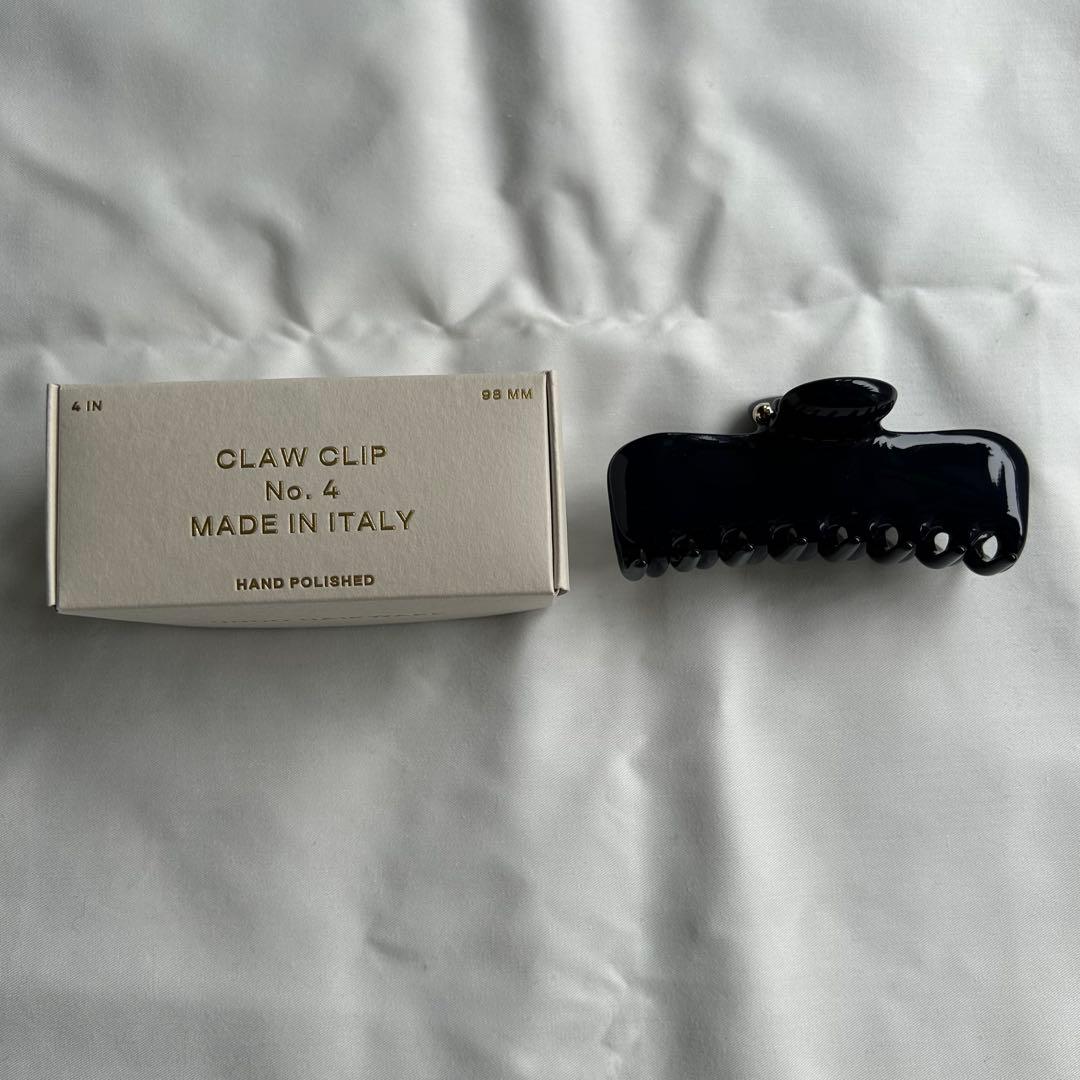 4 IN
98 MM
CLAW CLIP
No. 4
MADE IN ITALY
HAND POLISHED